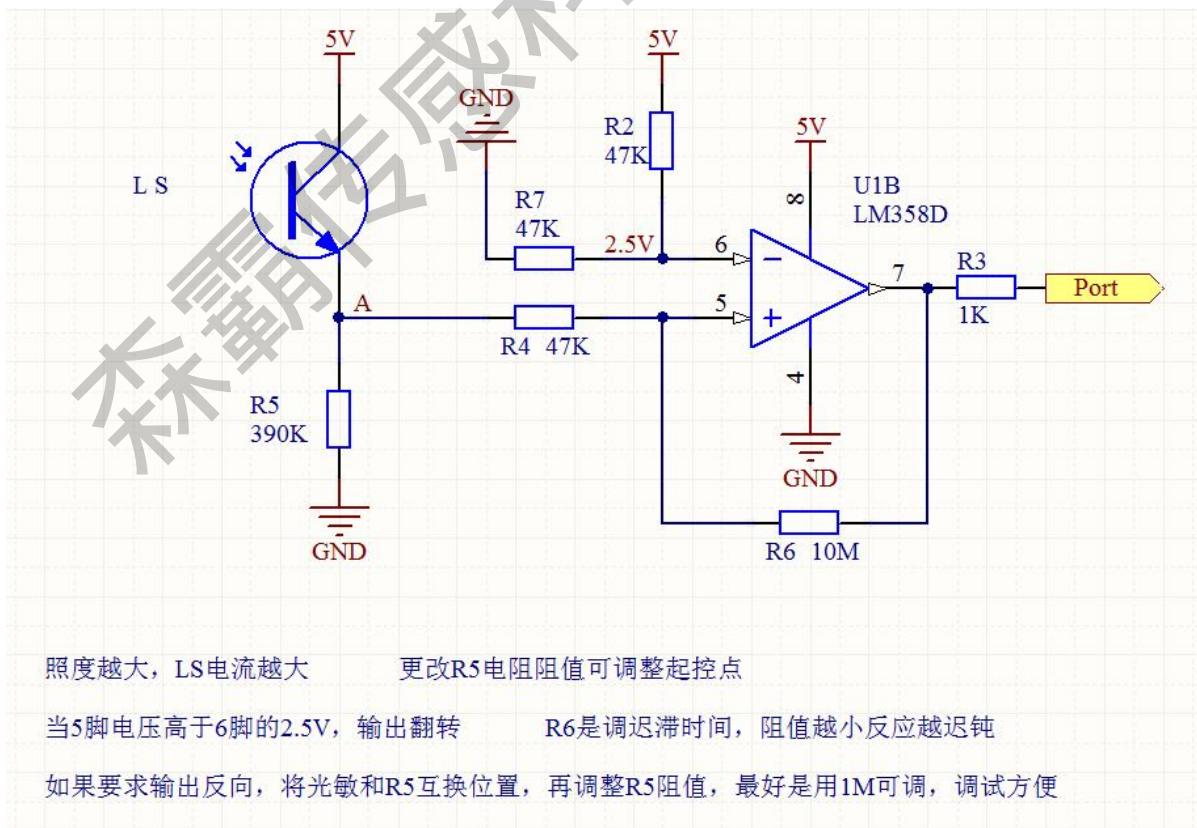 5V
5V
GND
R2
47K
5V
L S
8
U1B
LM358D
R7
47K
2.5V
6
7
R3
Port
1K
A
5
R4 47K
4
R5
390K
GND
GND
R6 10M
森霸传感科
照度越大，LS电流越大 更改R5电阻阻值可调整起控点
当5脚电压高于6脚的2.5V，输出翻转 R6是调迟滞时间，阻值越小反应越迟钝
如果要求输出反向，将光敏和R5互换位置，再调整R5阻值，最好是用1M可调，调试方便